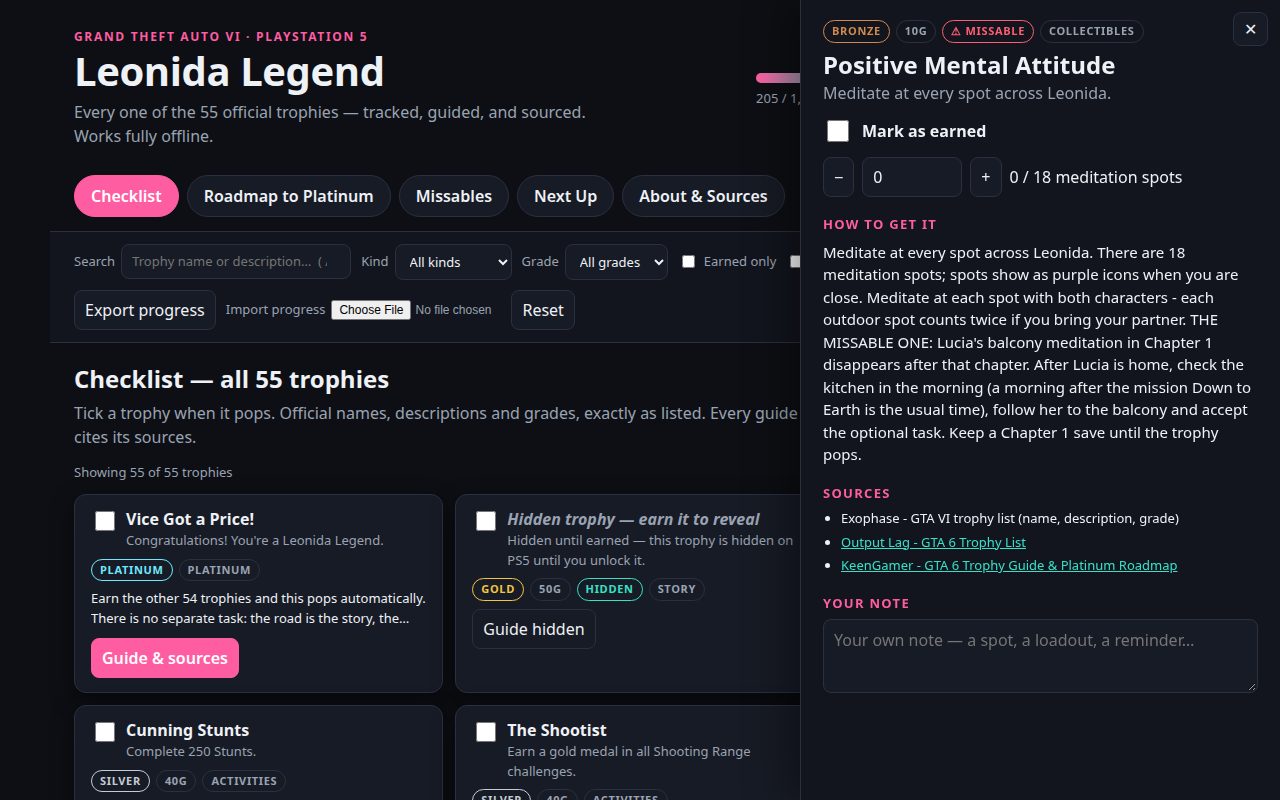 GRAND THEFT AUTO VI · PLAYSTATION 5
Leonida Legend
Every one of the 55 official trophies — tracked, guided, and sourced.
Works fully offline.
205 / 1,
Checklist
Roadmap to Platinum
Missables
Next Up
About & Sources
Search
Trophy name or description… (
Kind
All kinds
Grade
All grades
Earned only
Export progress
Import progress
Choose File
No file chosen
Reset
Checklist — all 55 trophies
Tick a trophy when it pops. Official names, descriptions and grades, exactly as listed. Every guide
cites its sources.
Showing 55 of 55 trophies
Vice Got a Price!
Congratulations! You're a Leonida Legend.
PLATINUM
PLATINUM
Earn the other 54 trophies and this pops automatically.
There is no separate task: the road is the story, the…
Guide & sources
Hidden trophy — earn it to reveal
Hidden until earned — this trophy is hidden on
PS5 until you unlock it.
GOLD
50G
HIDDEN
STORY
Guide hidden
Cunning Stunts
Complete 250 Stunts.
SILVER
40G
ACTIVITIES
The Shootist
Earn a gold medal in all Shooting Range
challenges.
SILVER
40G
ACTIVITIES
BRONZE
10G
⚠ MISSABLE
COLLECTIBLES
✕
Positive Mental Attitude
Meditate at every spot across Leonida.
Mark as earned
−
0
+
0 / 18 meditation spots
HOW TO GET IT
Meditate at every spot across Leonida. There are 18
meditation spots; spots show as purple icons when you are
close. Meditate at each spot with both characters - each
outdoor spot counts twice if you bring your partner. THE
MISSABLE ONE: Lucia's balcony meditation in Chapter 1
disappears after that chapter. After Lucia is home, check the
kitchen in the morning (a morning after the mission Down to
Earth is the usual time), follow her to the balcony and accept
the optional task. Keep a Chapter 1 save until the trophy
pops.
SOURCES
Exophase - GTA VI trophy list (name, description, grade)
Output Lag - GTA 6 Trophy List
KeenGamer - GTA 6 Trophy Guide & Platinum Roadmap
YOUR NOTE
Your own note — a spot, a loadout, a reminder…